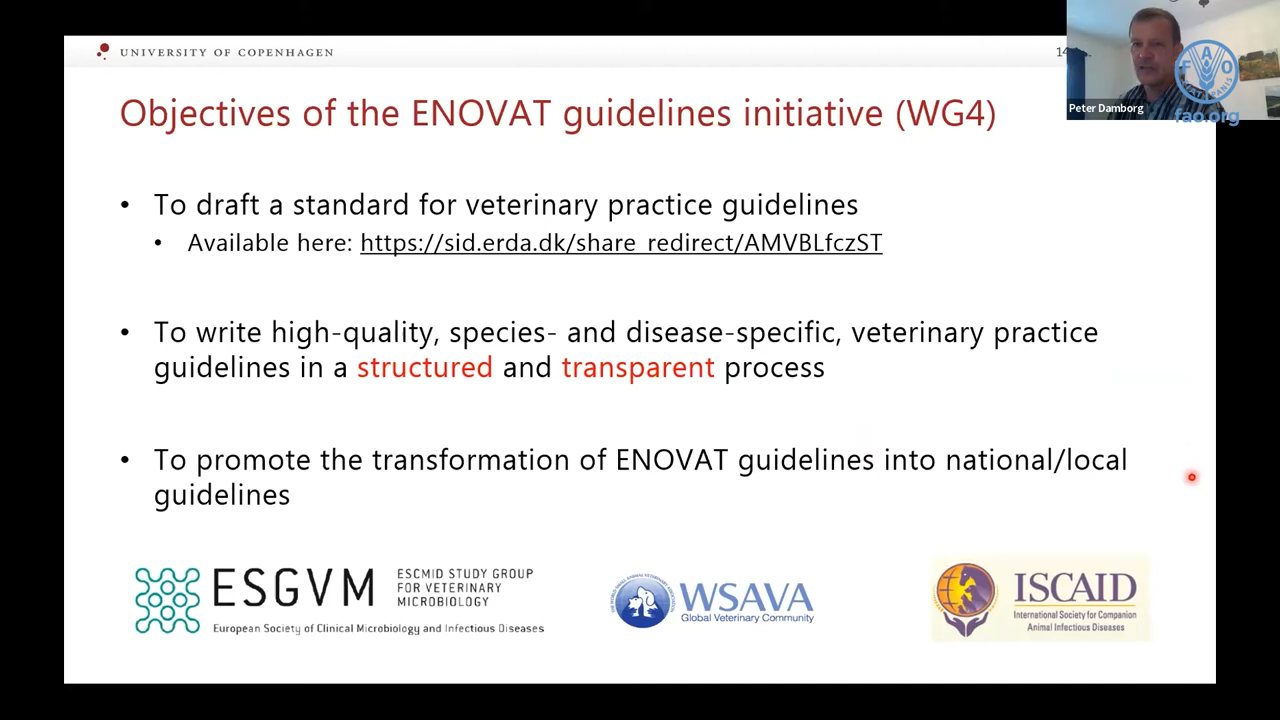 UNIVERSITY OF COPENHAGEN
14
Peter Damborg
FAO
fao.org
Objectives of the ENOVAT guidelines initiative (WG4)
• To draft a standard for veterinary practice guidelines
• Available here: https://sid.erda.dk/share_redirect/AMVBLfczST
• To write high-quality, species- and disease-specific, veterinary practice
guidelines in a structured and transparent process
• To promote the transformation of ENOVAT guidelines into national/local
guidelines
ESGVM
ESCMID STUDY GROUP
FOR VETERINARY
MICROBIOLOGY
European Society of Clinical Microbiology and Infectious Diseases
WSAVA
Global Veterinary Community
ISCAID
International Society for Companion
Animal Infectious Diseases